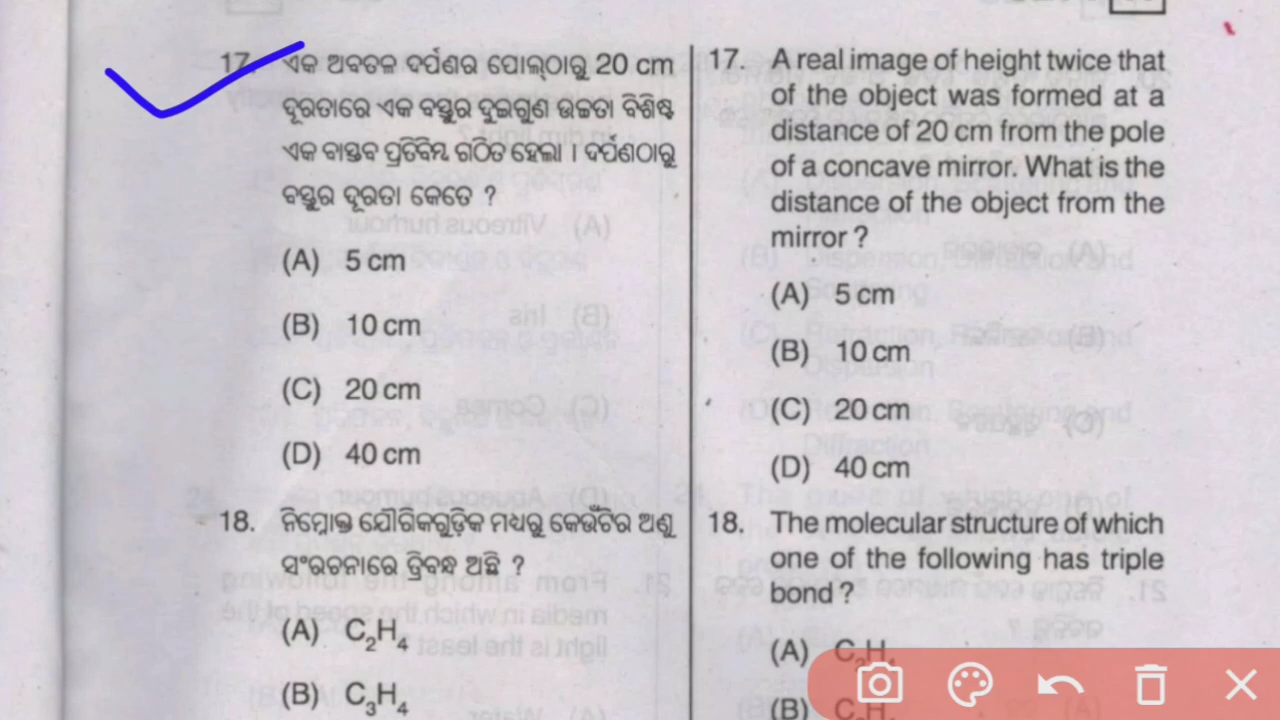 17. ଏକ ଅବତଳ ଦର୍ପଣର ପୋଲ୍‌ଠାରୁ 20 cm
ଦୂରତାରେ ଏକ ବସ୍ତୁର ଦୁଇଗୁଣ ଉଚ୍ଚତା ବିଶିଷ୍ଟ
ଏକ ବାସ୍ତବ ପ୍ରତିବିମ୍ବ ଗଠିତ ହେଲା । ଦର୍ପଣଠାରୁ
ବସ୍ତୁର ଦୂରତା କେତେ ?
(A) 5 cm
(B) 10 cm
(C) 20 cm
(D) 40 cm
18. ନିମ୍ନୋକ୍ତ ଯୌଗିକଗୁଡ଼ିକ ମଧ୍ୟରୁ କେଉଁଟିର ଅଣୁ
ସଂରଚନାରେ ତ୍ରିବନ୍ଧ ଅଛି ?
(A) C₂H₄
(B) C₃H₄
17. A real image of height twice that
of the object was formed at a
distance of 20 cm from the pole
of a concave mirror. What is the
distance of the object from the
mirror ?
(A) 5 cm
(B) 10 cm
(C) 20 cm
(D) 40 cm
18. The molecular structure of which
one of the following has triple
bond ?
(A)
(B)